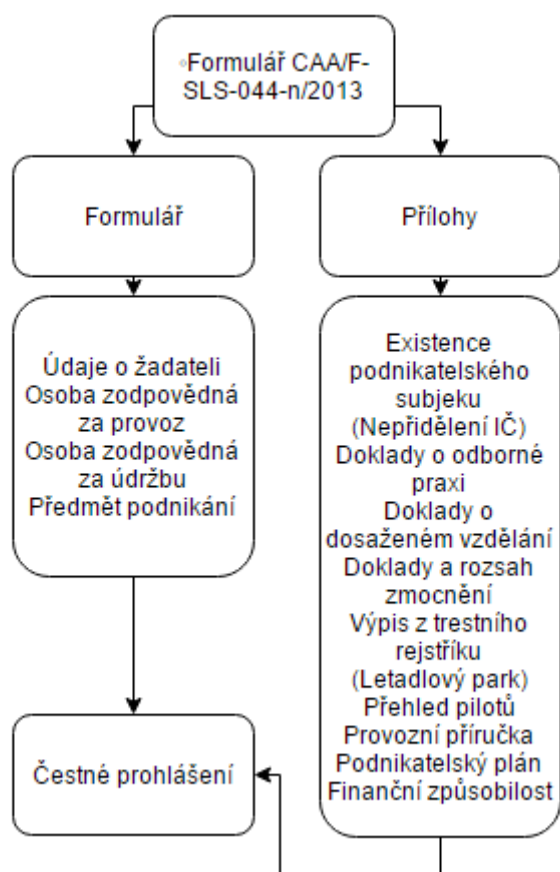 ◦Formulář CAA/F-
SLS-044-n/2013
Formulář
Přílohy
Údaje o žadateli
Osoba zodpovědná
za provoz
Osoba zodpovědná
za údržbu
Předmět podnikání
Existence
podnikatelského
subjeku
(Nepřidělení IČ)
Doklady o odborné
praxi
Doklady o
dosaženém vzdělání
Doklady a rozsah
zmocnění
Výpis z trestního
rejstříku
(Letadlový park)
Přehled pilotů
Provozní příručka
Podnikatelský plán
Finanční způsobilost
Čestné prohlášení